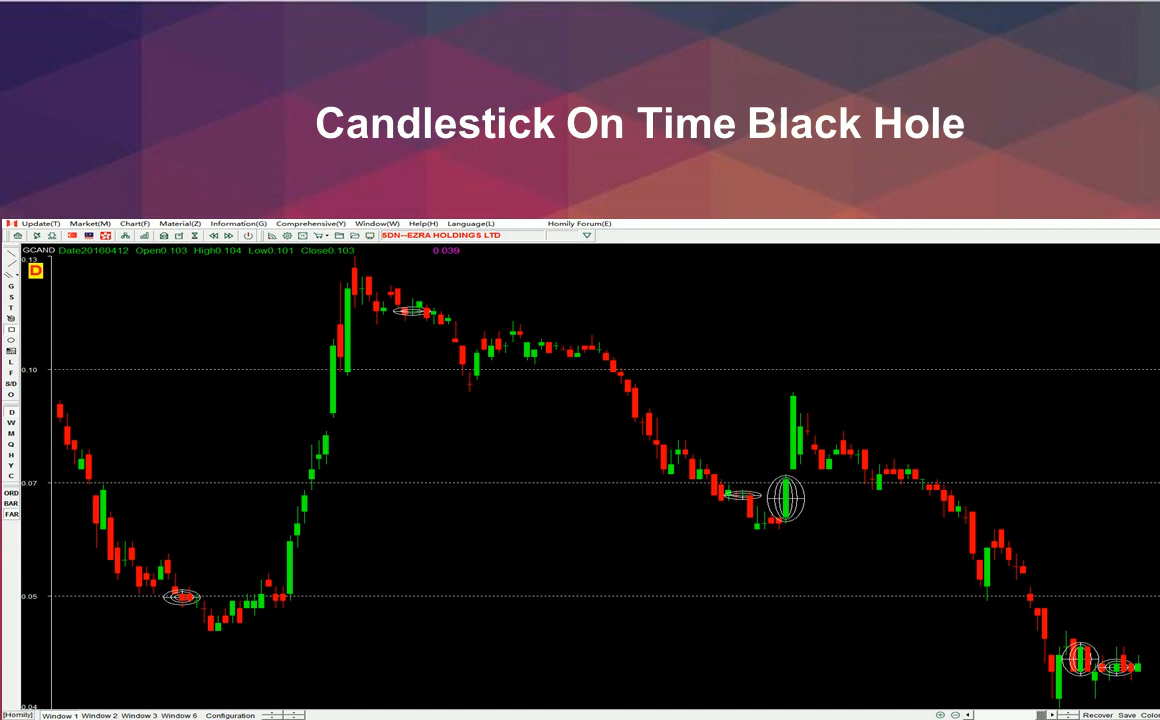 Candlestick On Time Black Hole
Update(T) Market(M) Chart(F) Material(Z) Information(G) Comprehensive(Y) Window(W) Help(H) Language(L) Homily Forum(E)
5DN--EZRA HOLDINGS LTD
GCAND Date20160412 Open0.103 High0.104 Low0.101 Close0.103 0.039
0.13
D
G
S
T
L
F
S/D
O
0.10
D
W
M
Q
H
Y
C
0.07
ORD
BAR
FAR
0.05
0.04
[Homily] Window 1 Window 2 Window 3 Window 6 Configuration Recover Save Color